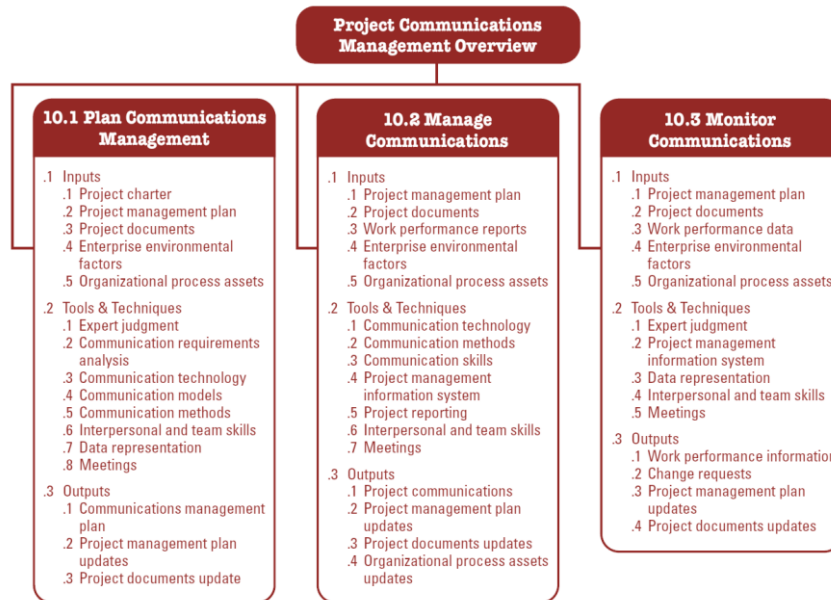 Project Communications
Management Overview
10.1 Plan Communications
Management
.1 Inputs
.1 Project charter
.2 Project management plan
.3 Project documents
.4 Enterprise environmental
factors
.5 Organizational process assets
.2 Tools & Techniques
.1 Expert judgment
.2 Communication requirements
analysis
.3 Communication technology
.4 Communication models
.5 Communication methods
.6 Interpersonal and team skills
.7 Data representation
.8 Meetings
.3 Outputs
.1 Communications management
plan
.2 Project management plan
updates
.3 Project documents update
10.2 Manage
Communications
.1 Inputs
.1 Project management plan
.2 Project documents
.3 Work performance reports
.4 Enterprise environmental
factors
.5 Organizational process assets
.2 Tools & Techniques
.1 Communication technology
.2 Communication methods
.3 Communication skills
.4 Project management
information system
.5 Project reporting
.6 Interpersonal and team skills
.7 Meetings
.3 Outputs
.1 Project communications
.2 Project management plan
updates
.3 Project documents updates
.4 Organizational process assets
updates
10.3 Monitor
Communications
.1 Inputs
.1 Project management plan
.2 Project documents
.3 Work performance data
.4 Enterprise environmental
factors
.5 Organizational process assets
.2 Tools & Techniques
.1 Expert judgment
.2 Project management
information system
.3 Data representation
.4 Interpersonal and team skills
.5 Meetings
.3 Outputs
.1 Work performance information
.2 Change requests
.3 Project management plan
updates
.4 Project documents updates